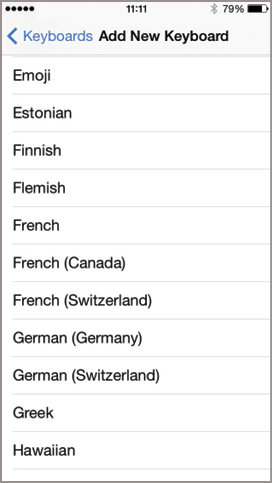 11:11 79%
Keyboards Add New Keyboard
Emoji
Estonian
Finnish
Flemish
French
French (Canada)
French (Switzerland)
German (Germany)
German (Switzerland)
Greek
Hawaiian